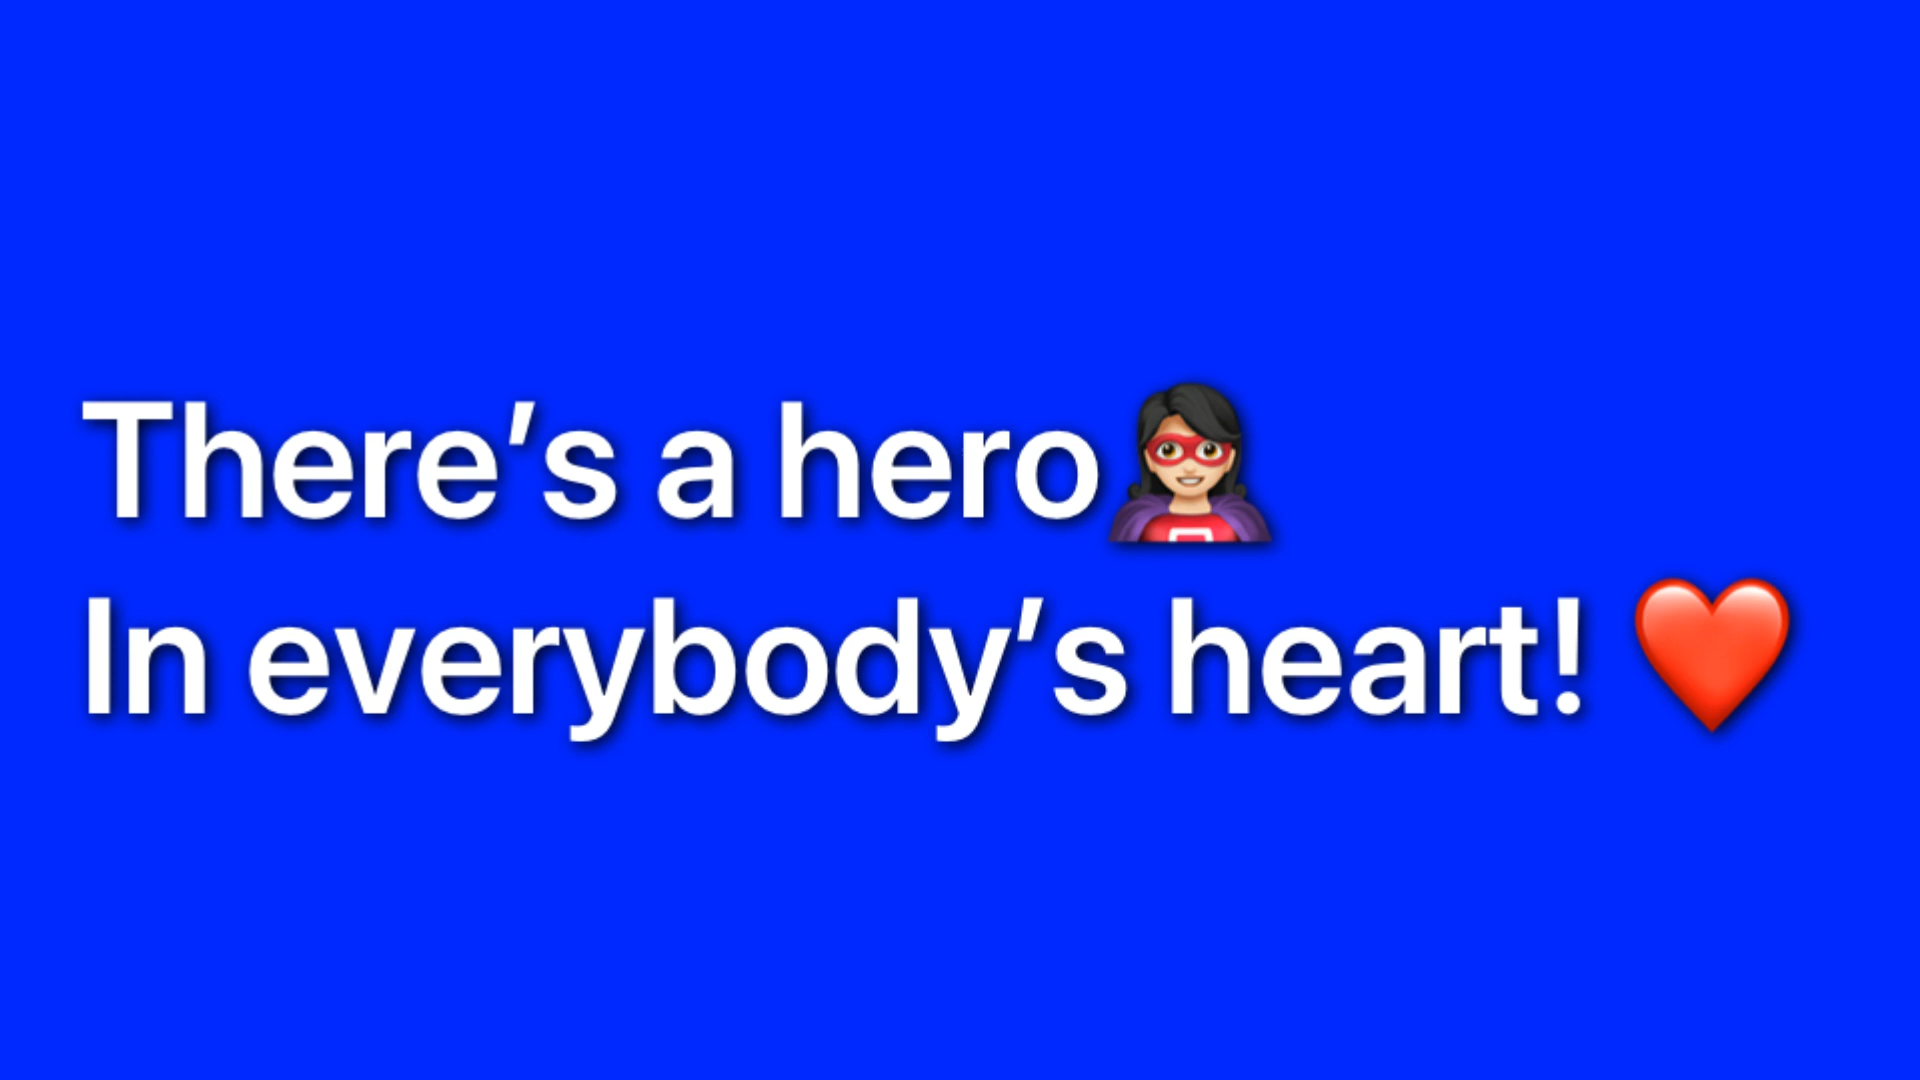 There’s a hero🦸🏻‍♀️
In everybody’s heart! ❤️